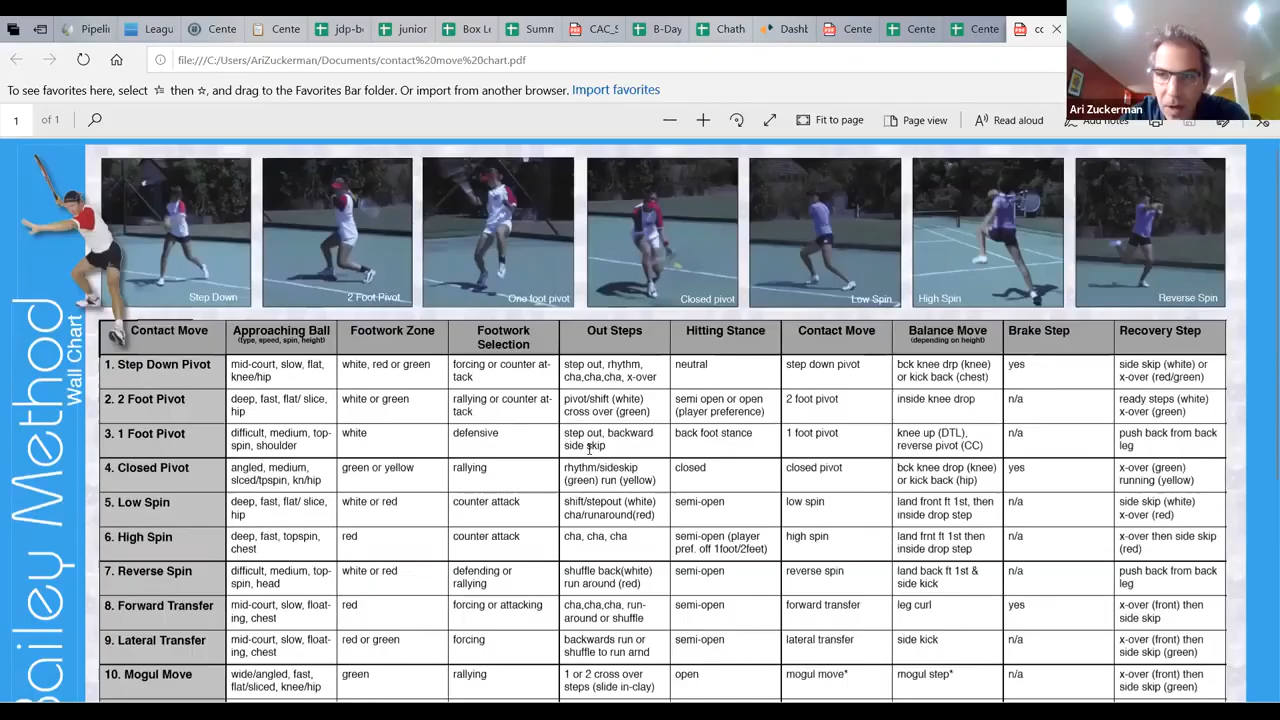 Pipelin
Leagu
Cente
Cente
jdp-b
junior
Box Le
Summ
CAC_S
B-Day
Chath
Dashb
Cente
Cente
Cente
cc
file:///C:/Users/AriZuckerman/Documents/contact%20move%20chart.pdf
To see favorites here, select then ☆, and drag to the Favorites Bar folder. Or import from another browser. Import favorites
Ari Zuckerman
1 of 1
Fit to page
Page view
Read aloud
Add notes
Step Down
2 Foot Pivot
One foot pivot
Closed pivot
Low Spin
High Spin
Reverse Spin
Bailey Method
Wall Chart
Contact Move Approaching Ball Footwork Zone Footwork Out Steps Hitting Stance Contact Move Balance Move Brake Step Recovery Step
(type, speed, spin, height) Selection (depending on height)
1. Step Down Pivot mid-court, slow, flat, white, red or green forcing or counter at- step out, rhythm, neutral step down pivot bck knee drp (knee) yes side skip (white) or
knee/hip tack cha,cha,cha, x-over or kick back (chest) x-over (red/green)
2. 2 Foot Pivot deep, fast, flat/ slice, white or green rallying or counter at- pivot/shift (white) semi open or open 2 foot pivot inside knee drop n/a ready steps (white)
hip tack cross over (green) (player preference) x-over (green)
3. 1 Foot Pivot difficult, medium, top- white defensive step out, backward back foot stance 1 foot pivot knee up (DTL), n/a push back from back
spin, shoulder side skip reverse pivot (CC) leg
4. Closed Pivot angled, medium, green or yellow rallying rhythm/sideskip closed closed pivot bck knee drop (knee) yes x-over (green)
slced/tpspin, kn/hip (green) run (yellow) or kick back (hip) running (yellow)
5. Low Spin deep, fast, flat/ slice, white or red counter attack shift/stepout (white) semi-open low spin land front ft 1st, then n/a side skip (white)
hip cha/runaround(red) inside drop step x-over (red)
6. High Spin deep, fast, topspin, red counter attack cha, cha, cha semi-open (player high spin land frnt ft 1st then n/a x-over then side skip
chest pref. off 1foot/2feet) inside drop step (red)
7. Reverse Spin difficult, medium, top- white or red defending or shuffle back(white) semi-open reverse spin land back ft 1st & n/a push back from back
spin, head rallying run around (red) side kick leg
8. Forward Transfer mid-court, slow, float- red forcing or attacking cha,cha,cha, run- semi-open forward transfer leg curl yes x-over (front) then
ing, chest around or shuffle side skip
9. Lateral Transfer mid-court, slow, float- red or green forcing backwards run or semi-open lateral transfer side kick n/a x-over (front) then
ing, chest shuffle to run arnd side skip (green)
10. Mogul Move wide/angled, fast, green rallying 1 or 2 cross over open mogul move* mogul step* n/a x-over (front) then
flat/sliced, knee/hip steps (slide in-clay) side skip (green)